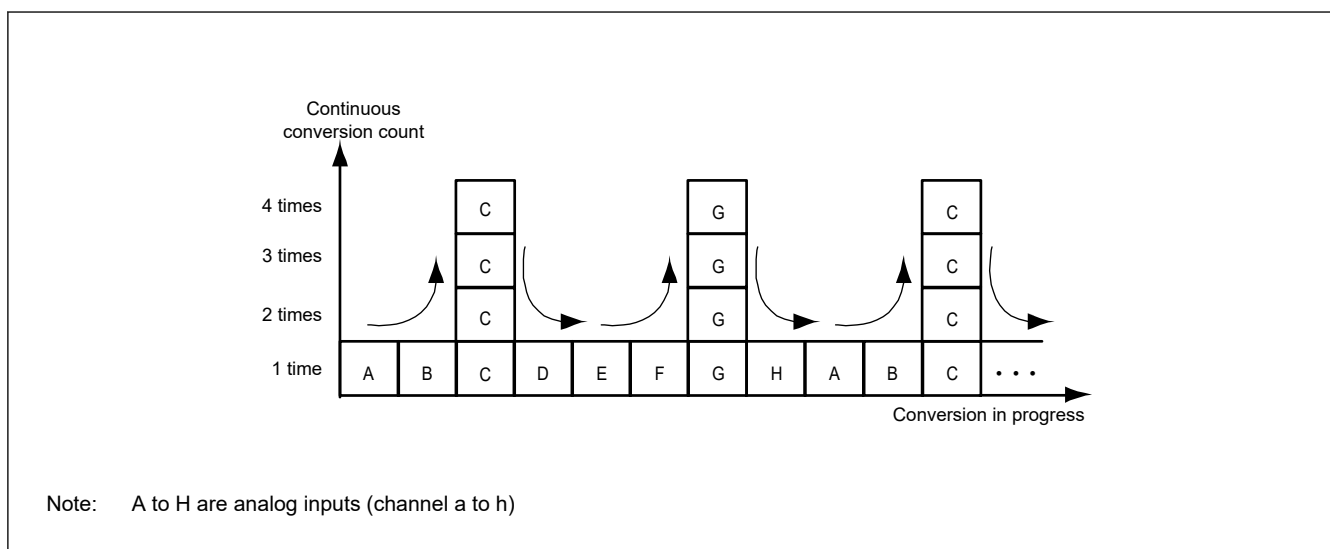 Continuous
conversion count
4 times C G C
3 times C G C
2 times C G C
1 time A B C D E F G H A B C • • •
Conversion in progress
Note: A to H are analog inputs (channel a to h)